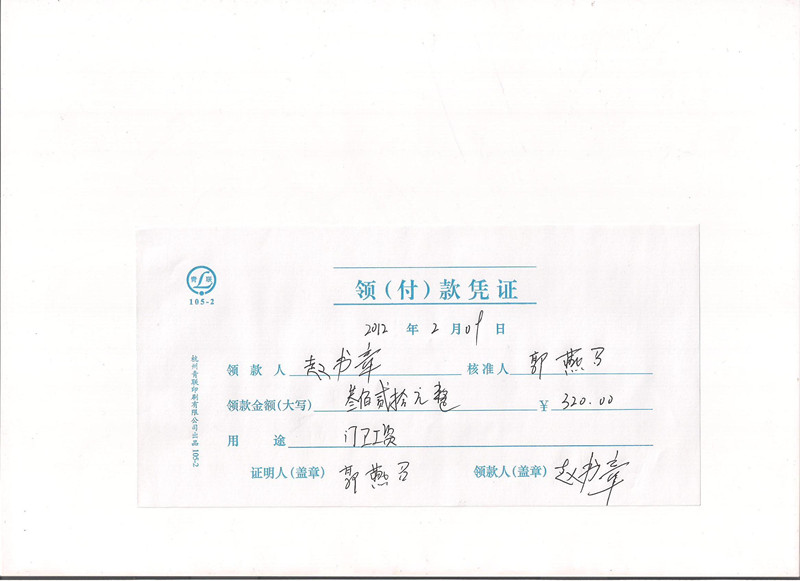 青联
105-2
领（付）款凭证
2012 年 2 月 09 日
领款人 赵书章 核准人 郭燕
领款金额(大写) 叁佰贰拾元整 ¥ 320.00
用途 门卫工资
证明人(盖章) 郭燕 领款人(盖章) 赵书章
杭州青联印刷有限公司出品 105-2